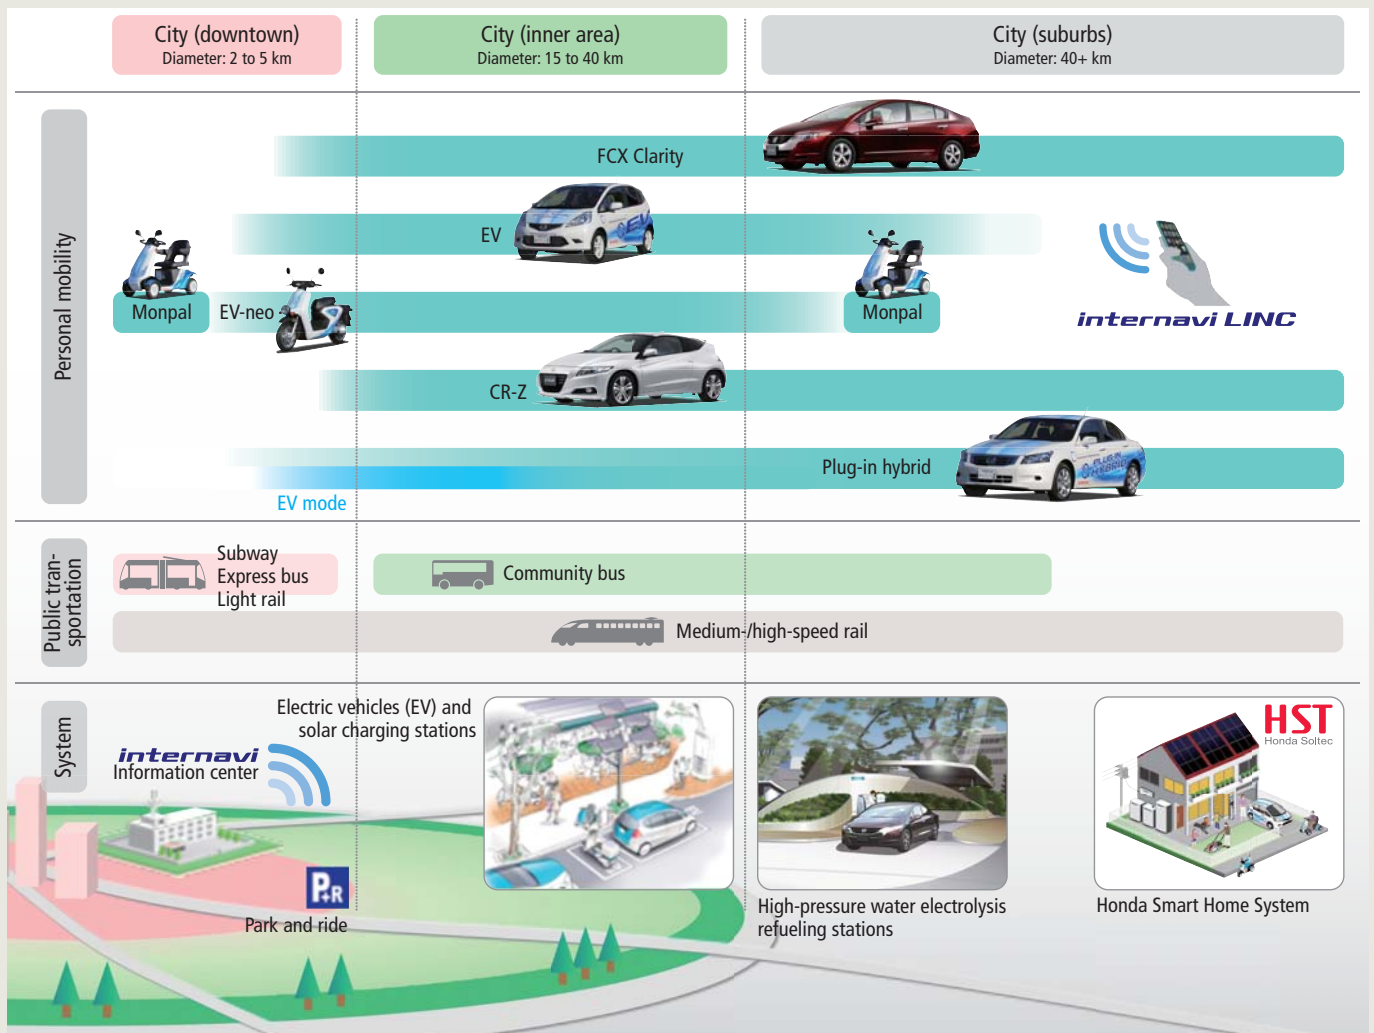 City (downtown)
Diameter: 2 to 5 km
City (inner area)
Diameter: 15 to 40 km
City (suburbs)
Diameter: 40+ km
Personal mobility
FCX Clarity
EV
EV
Monpal
EV-neo
Monpal
internavi LINC
CR-Z
Plug-in hybrid
PLUG-IN
HYBRID
EV mode
Public tran-
sportation
Subway
Express bus
Light rail
Community bus
Medium-/high-speed rail
System
internavi
Information center
Electric vehicles (EV) and
solar charging stations
HST
Honda Soltec
P+R
Park and ride
High-pressure water electrolysis
refueling stations
Honda Smart Home System